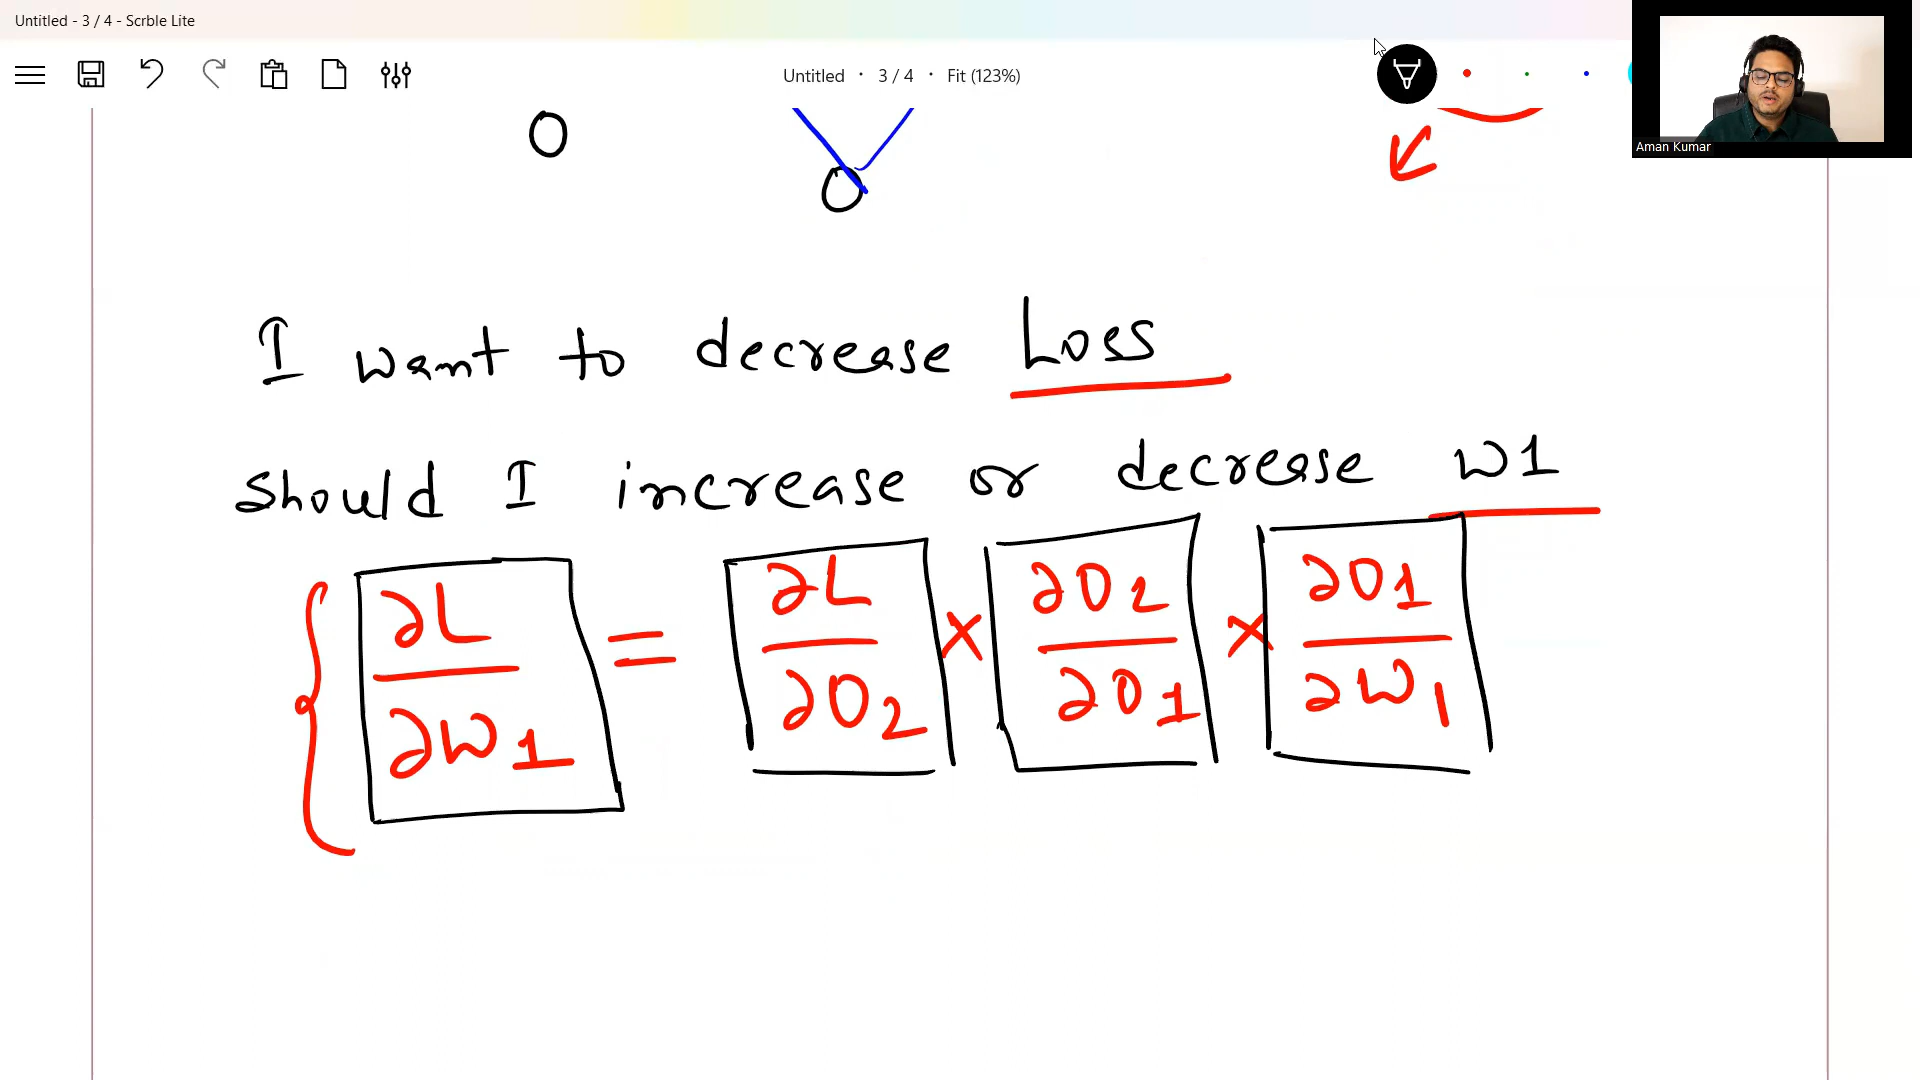 Untitled - 3 / 4 - Scrble Lite
Untitled • 3 / 4 • Fit (123%)
Aman Kumar
I want to decrease Loss
should I increase or decrease w1
∂L/∂w1 = ∂L/∂O2 × ∂O2/∂O1 × ∂O1/∂w1